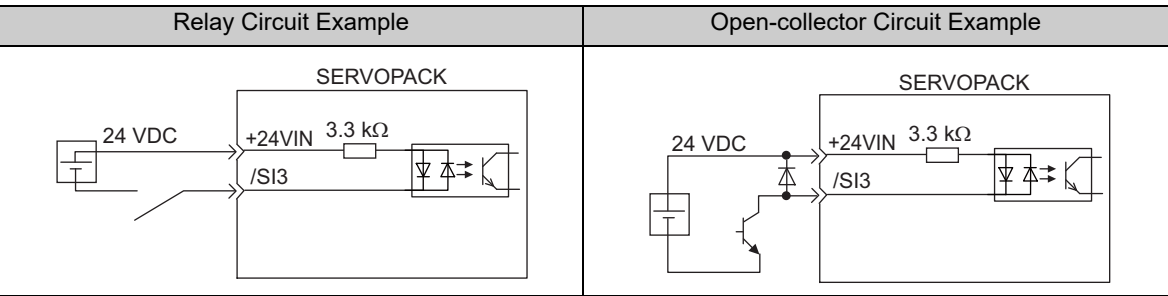 Relay Circuit Example
Open-collector Circuit Example
SERVOPACK
24 VDC
+24VIN
3.3 kΩ
/SI3
SERVOPACK
24 VDC
+24VIN
3.3 kΩ
/SI3